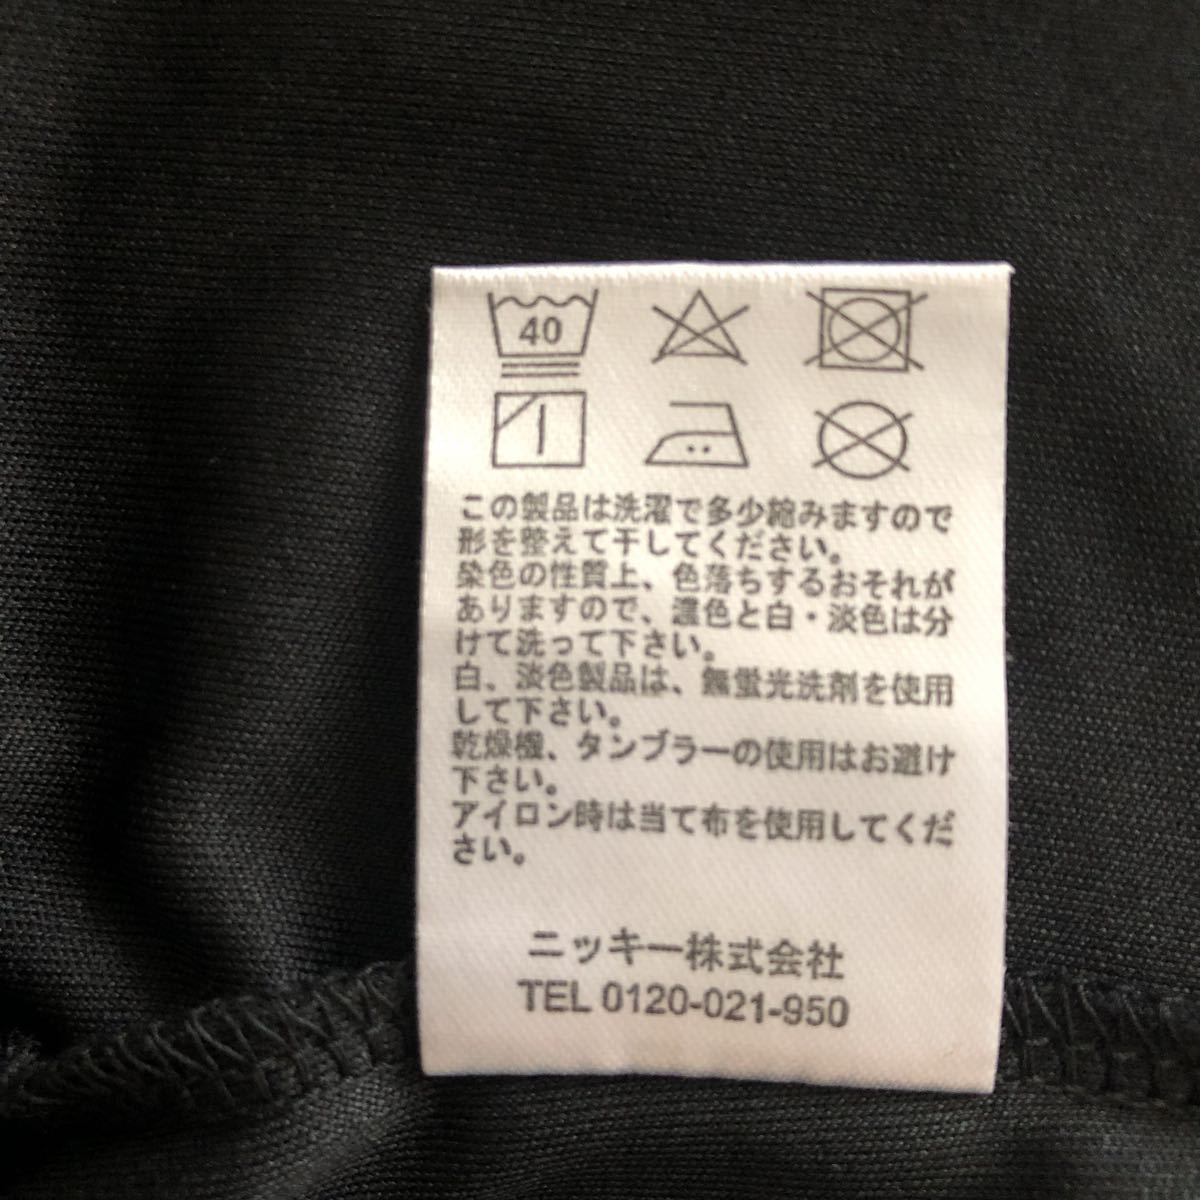 40
この製品は洗濯で多少縮みますので
形を整えて干してください。
染色の性質上、色落ちするおそれが
ありますので、濃色と白・淡色は分
けて洗って下さい。
白、淡色製品は、無蛍光洗剤を使用
して下さい。
乾燥機、タンブラーの使用はお避け
下さい。
アイロン時は当て布を使用してくだ
さい。
ニッキー株式会社
TEL 0120-021-950